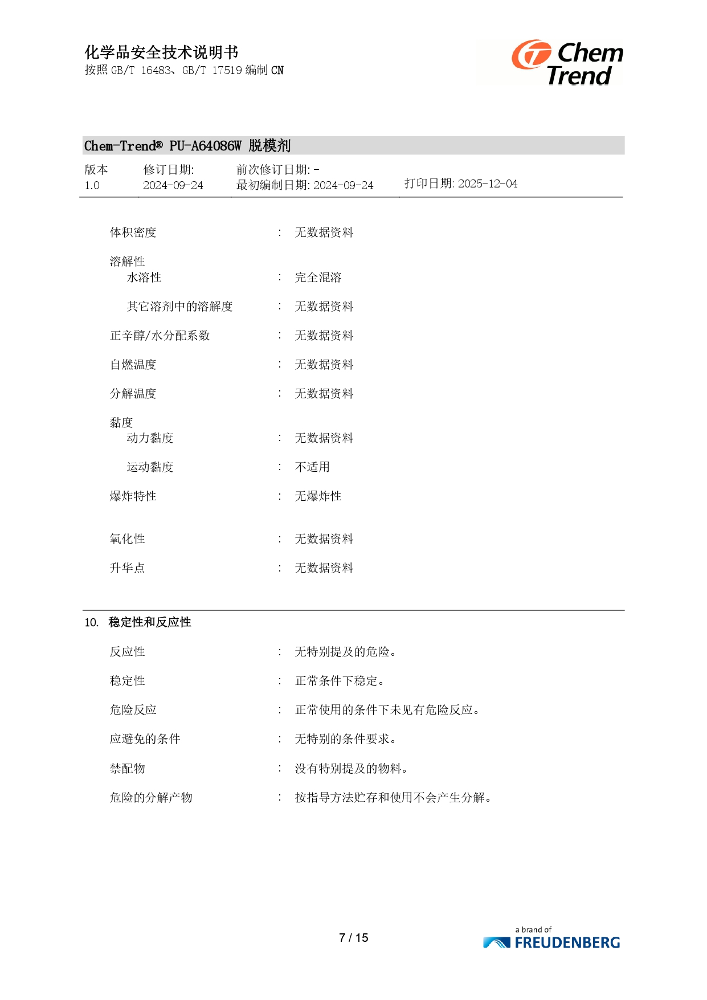 化学品安全技术说明书
按照 GB/T 16483、GB/T 17519 编制 CN
Chem
Trend
Chem-Trend® PU-A64086W 脱模剂
版本
1.0
修订日期:
2024-09-24
前次修订日期: -
最初编制日期: 2024-09-24
打印日期: 2025-12-04
体积密度 : 无数据资料
溶解性
水溶性 : 完全混溶
其它溶剂中的溶解度 : 无数据资料
正辛醇/水分配系数 : 无数据资料
自燃温度 : 无数据资料
分解温度 : 无数据资料
黏度
动力黏度 : 无数据资料
运动黏度 : 不适用
爆炸特性 : 无爆炸性
氧化性 : 无数据资料
升华点 : 无数据资料
10. 稳定性和反应性
反应性 : 无特别提及的危险。
稳定性 : 正常条件下稳定。
危险反应 : 正常使用的条件下未见有危险反应。
应避免的条件 : 无特别的条件要求。
禁配物 : 没有特别提及的物料。
危险的分解产物 : 按指导方法贮存和使用不会产生分解。
7 / 15
a brand of
FREUDENBERG